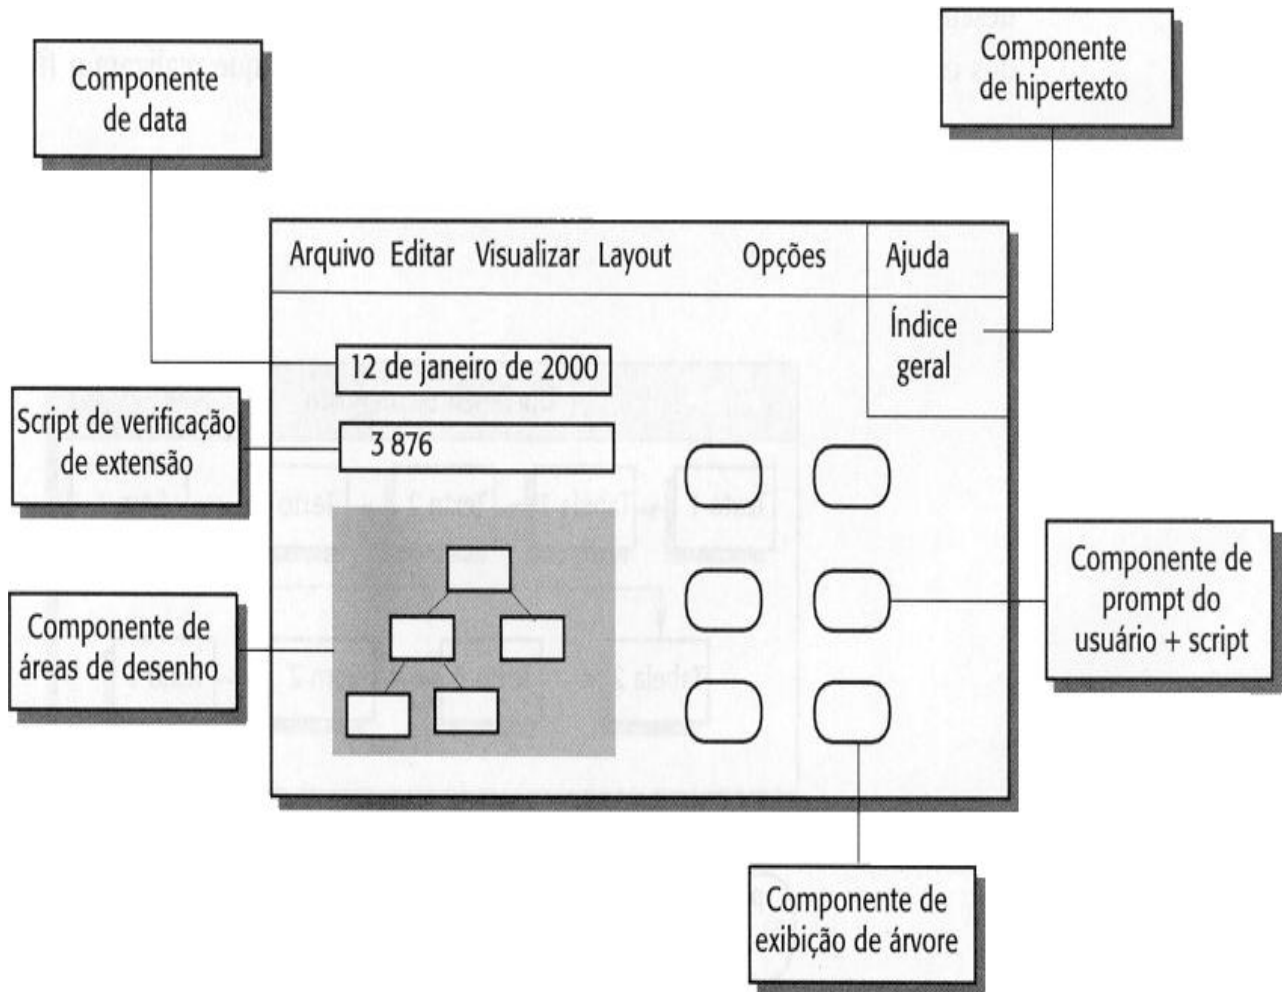 Componente
de data
Componente
de hipertexto
Arquivo Editar Visualizar Layout Opções Ajuda
Índice
geral
12 de janeiro de 2000
3 876
Script de verificação
de extensão
Componente de
áreas de desenho
Componente de
prompt do
usuário + script
Componente de
exibição de árvore